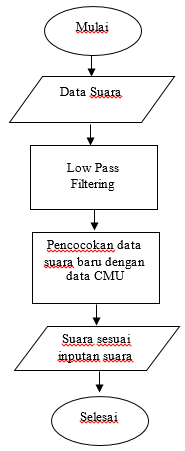 Mulai
Data Suara
Low Pass
Filtering
Pencocokan data
suara baru dengan
data CMU
Suara sesuai
inputan suara
Selesai